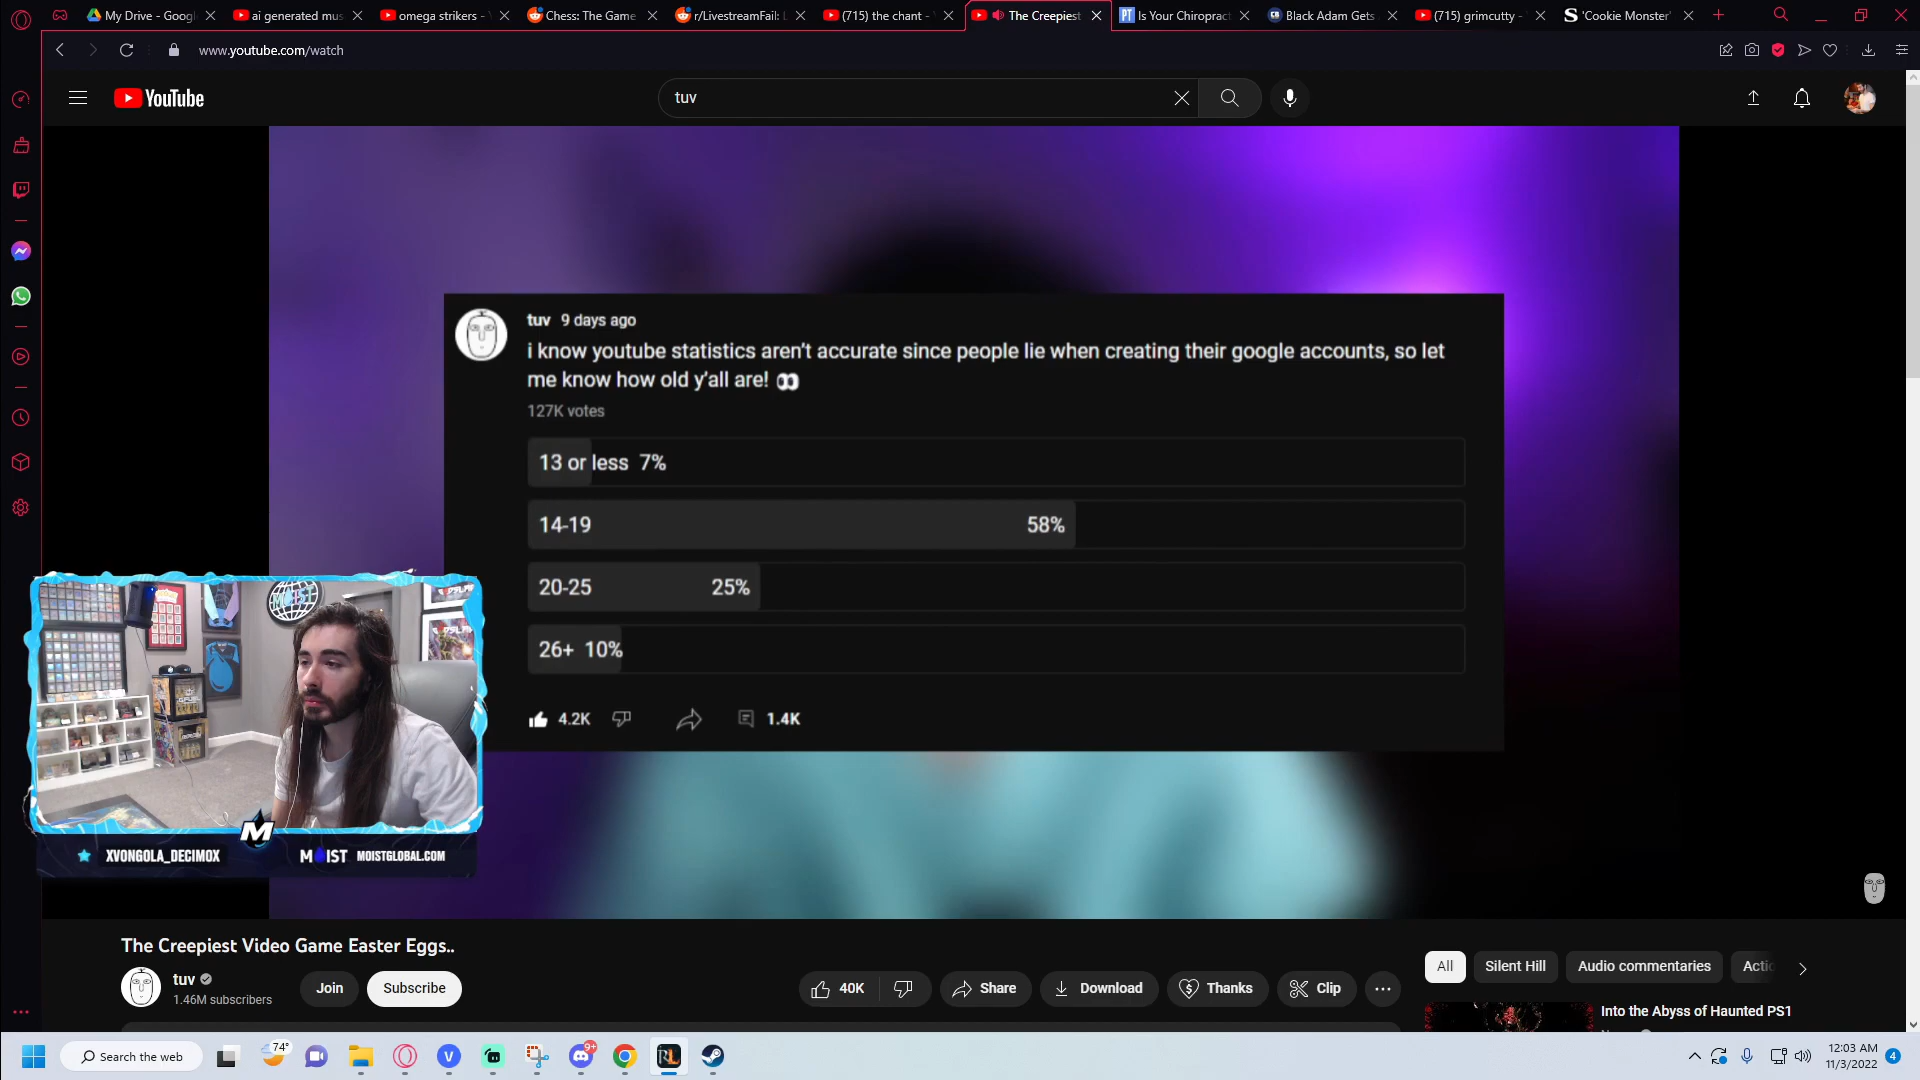 My Drive - Googl
ai generated mus
omega strikers -
Chess: The Game
r/LivestreamFail: L
(715) the chant -
The Creepiest
Is Your Chiropract
Black Adam Gets
(715) grimcutty -
'Cookie Monster'
www.youtube.com/watch
YouTube
tuv
tuv 9 days ago
i know youtube statistics aren't accurate since people lie when creating their google accounts, so let
me know how old y'all are! 👀
127K votes
13 or less 7%
14-19 58%
20-25 25%
26+ 10%
4.2K 1.4K
MOIST
M
XVONGOLA_DECIMOX MOIST MOISTGLOBAL.COM
The Creepiest Video Game Easter Eggs..
tuv
1.46M subscribers
Join
Subscribe
40K
Share
Download
Thanks
Clip
All
Silent Hill
Audio commentaries
Actic
Into the Abyss of Haunted PS1
Search the web
74°
9+
12:03 AM
11/3/2022
4